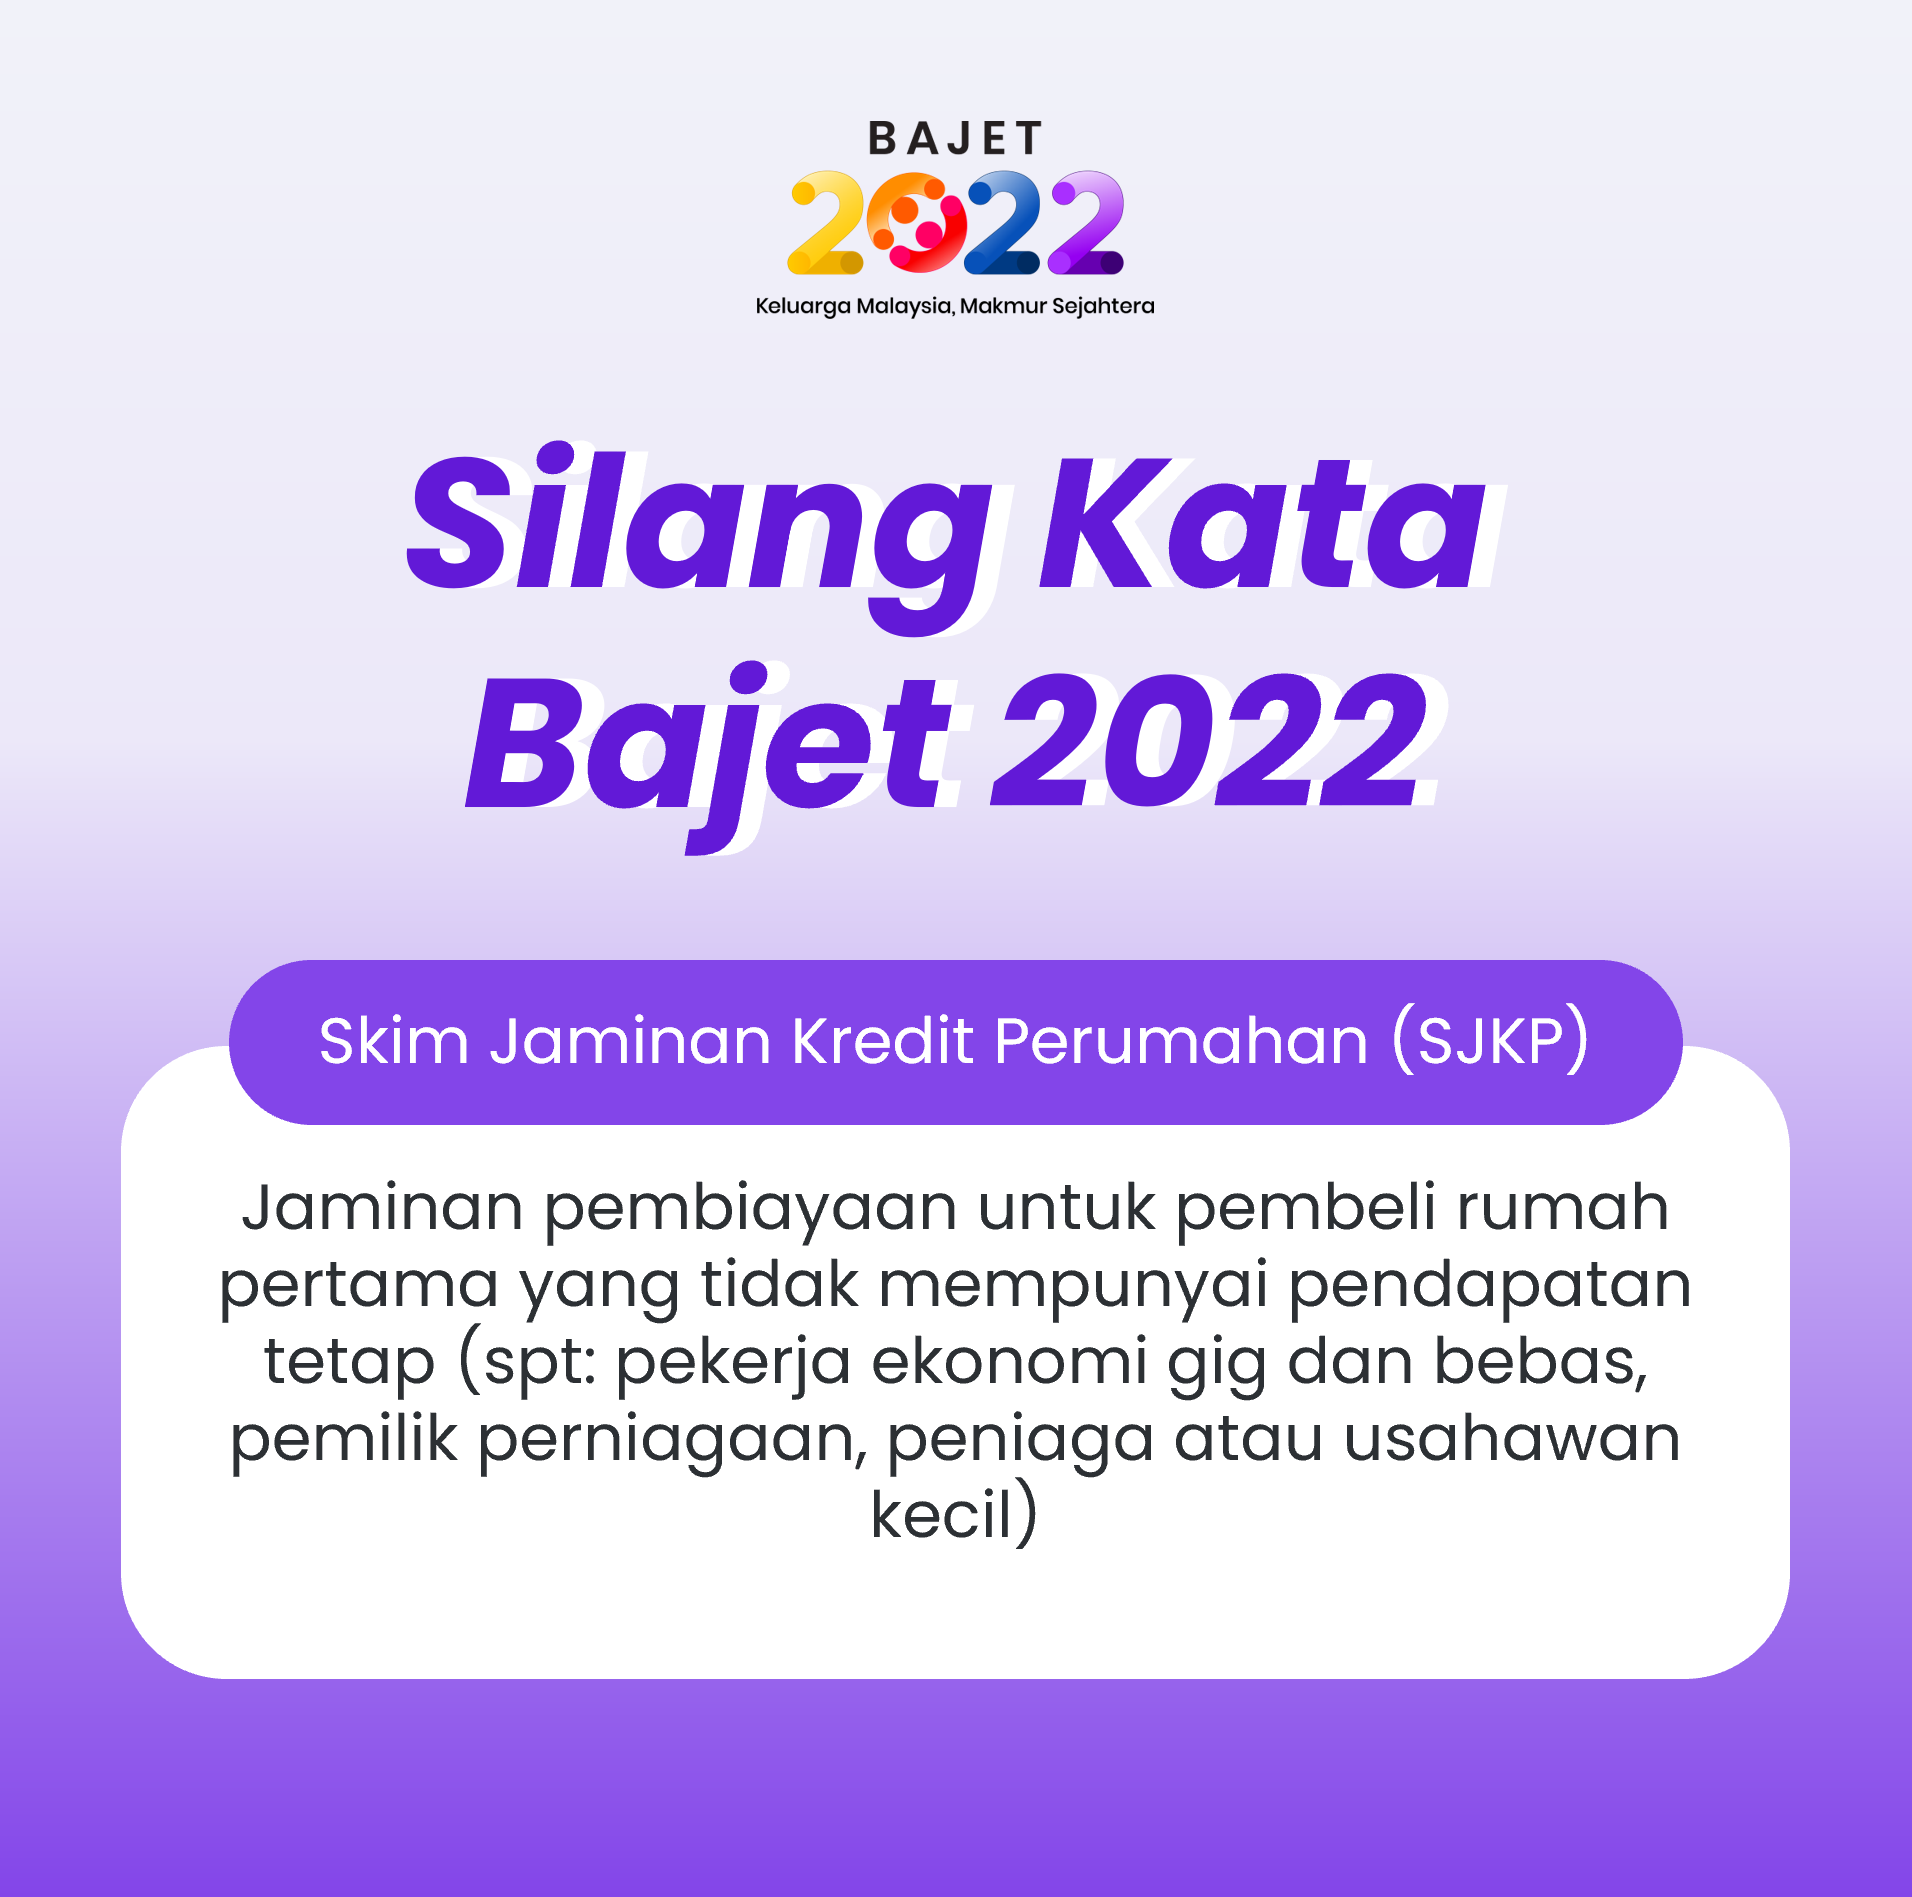 BAJET
2022
Keluarga Malaysia, Makmur Sejahtera
Silang Kata
Bajet 2022
Skim Jaminan Kredit Perumahan (SJKP)
Jaminan pembiayaan untuk pembeli rumah
pertama yang tidak mempunyai pendapatan
tetap (spt: pekerja ekonomi gig dan bebas,
pemilik perniagaan, peniaga atau usahawan
kecil)